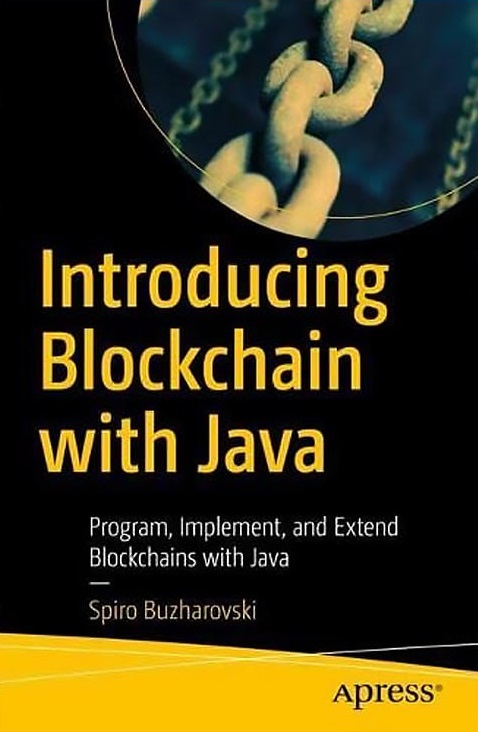 Introducing
Blockchain
with Java
Program, Implement, and Extend
Blockchains with Java
Spiro Buzharovski
Apress®